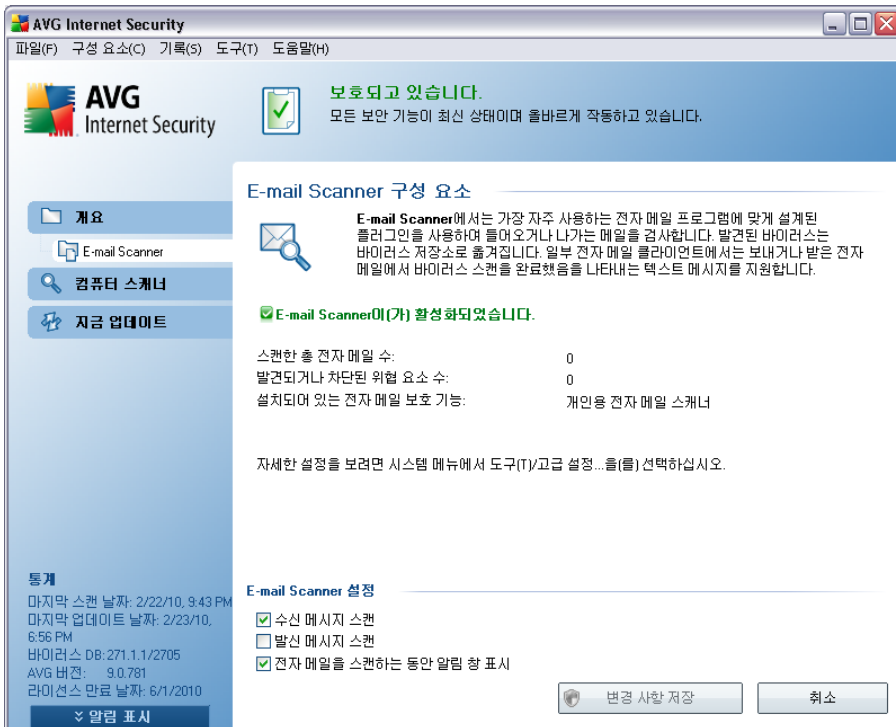 AVG Internet Security
파일(F) 구성 요소(C) 기록(S) 도구(T) 도움말(H)
AVG
Internet Security
보호되고 있습니다.
모든 보안 기능이 최신 상태이며 올바르게 작동하고 있습니다.
개요
E-mail Scanner
컴퓨터 스캐너
지금 업데이트
E-mail Scanner 구성 요소
E-mail Scanner에서는 가장 자주 사용하는 전자 메일 프로그램에 맞게 설계된
플러그인을 사용하여 들어오거나 나가는 메일을 검사합니다. 발견된 바이러스는
바이러스 저장소로 옮겨집니다. 일부 전자 메일 클라이언트에서는 보내거나 받은 전자
메일에서 바이러스 스캔을 완료했음을 나타내는 텍스트 메시지를 지원합니다.
E-mail Scanner이(가) 활성화되었습니다.
스캔한 총 전자 메일 수: 0
발견되거나 차단된 위협 요소 수: 0
설치되어 있는 전자 메일 보호 기능: 개인용 전자 메일 스캐너
자세한 설정을 보려면 시스템 메뉴에서 도구(T)/고급 설정...을(를) 선택하십시오.
통계
마지막 스캔 날짜: 2/22/10, 9:43 PM
마지막 업데이트 날짜: 2/23/10,
6:56 PM
바이러스 DB:271.1.1/2705
AVG 버전: 9.0.781
라이선스 만료 날짜: 6/1/2010
알림 표시
E-mail Scanner 설정
수신 메시지 스캔
발신 메시지 스캔
전자 메일을 스캔하는 동안 알림 창 표시
변경 사항 저장
취소